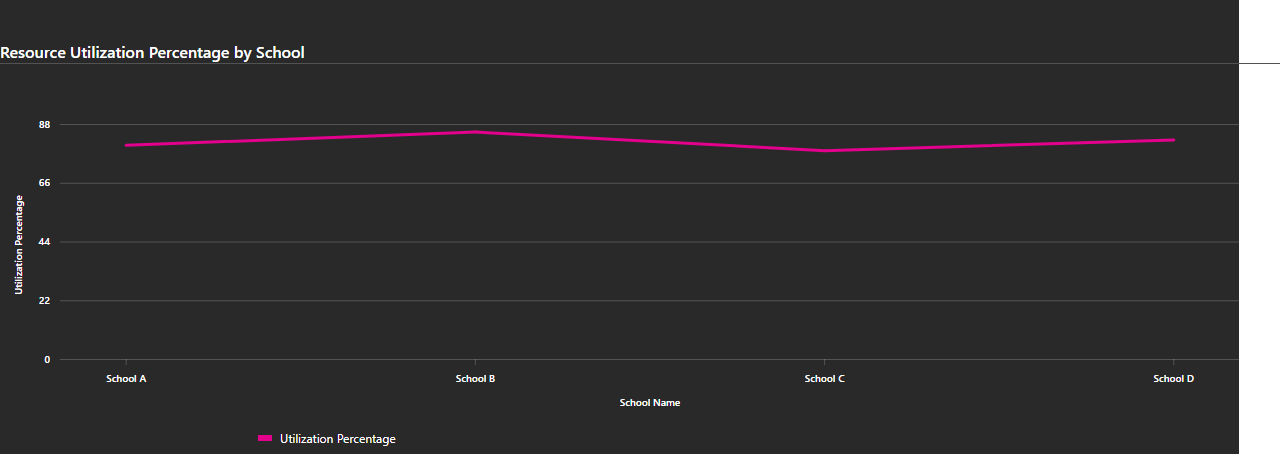 Resource Utilization Percentage by School
88
66
44
22
0
Utilization Percentage
School A School B School C School D
School Name
Utilization Percentage